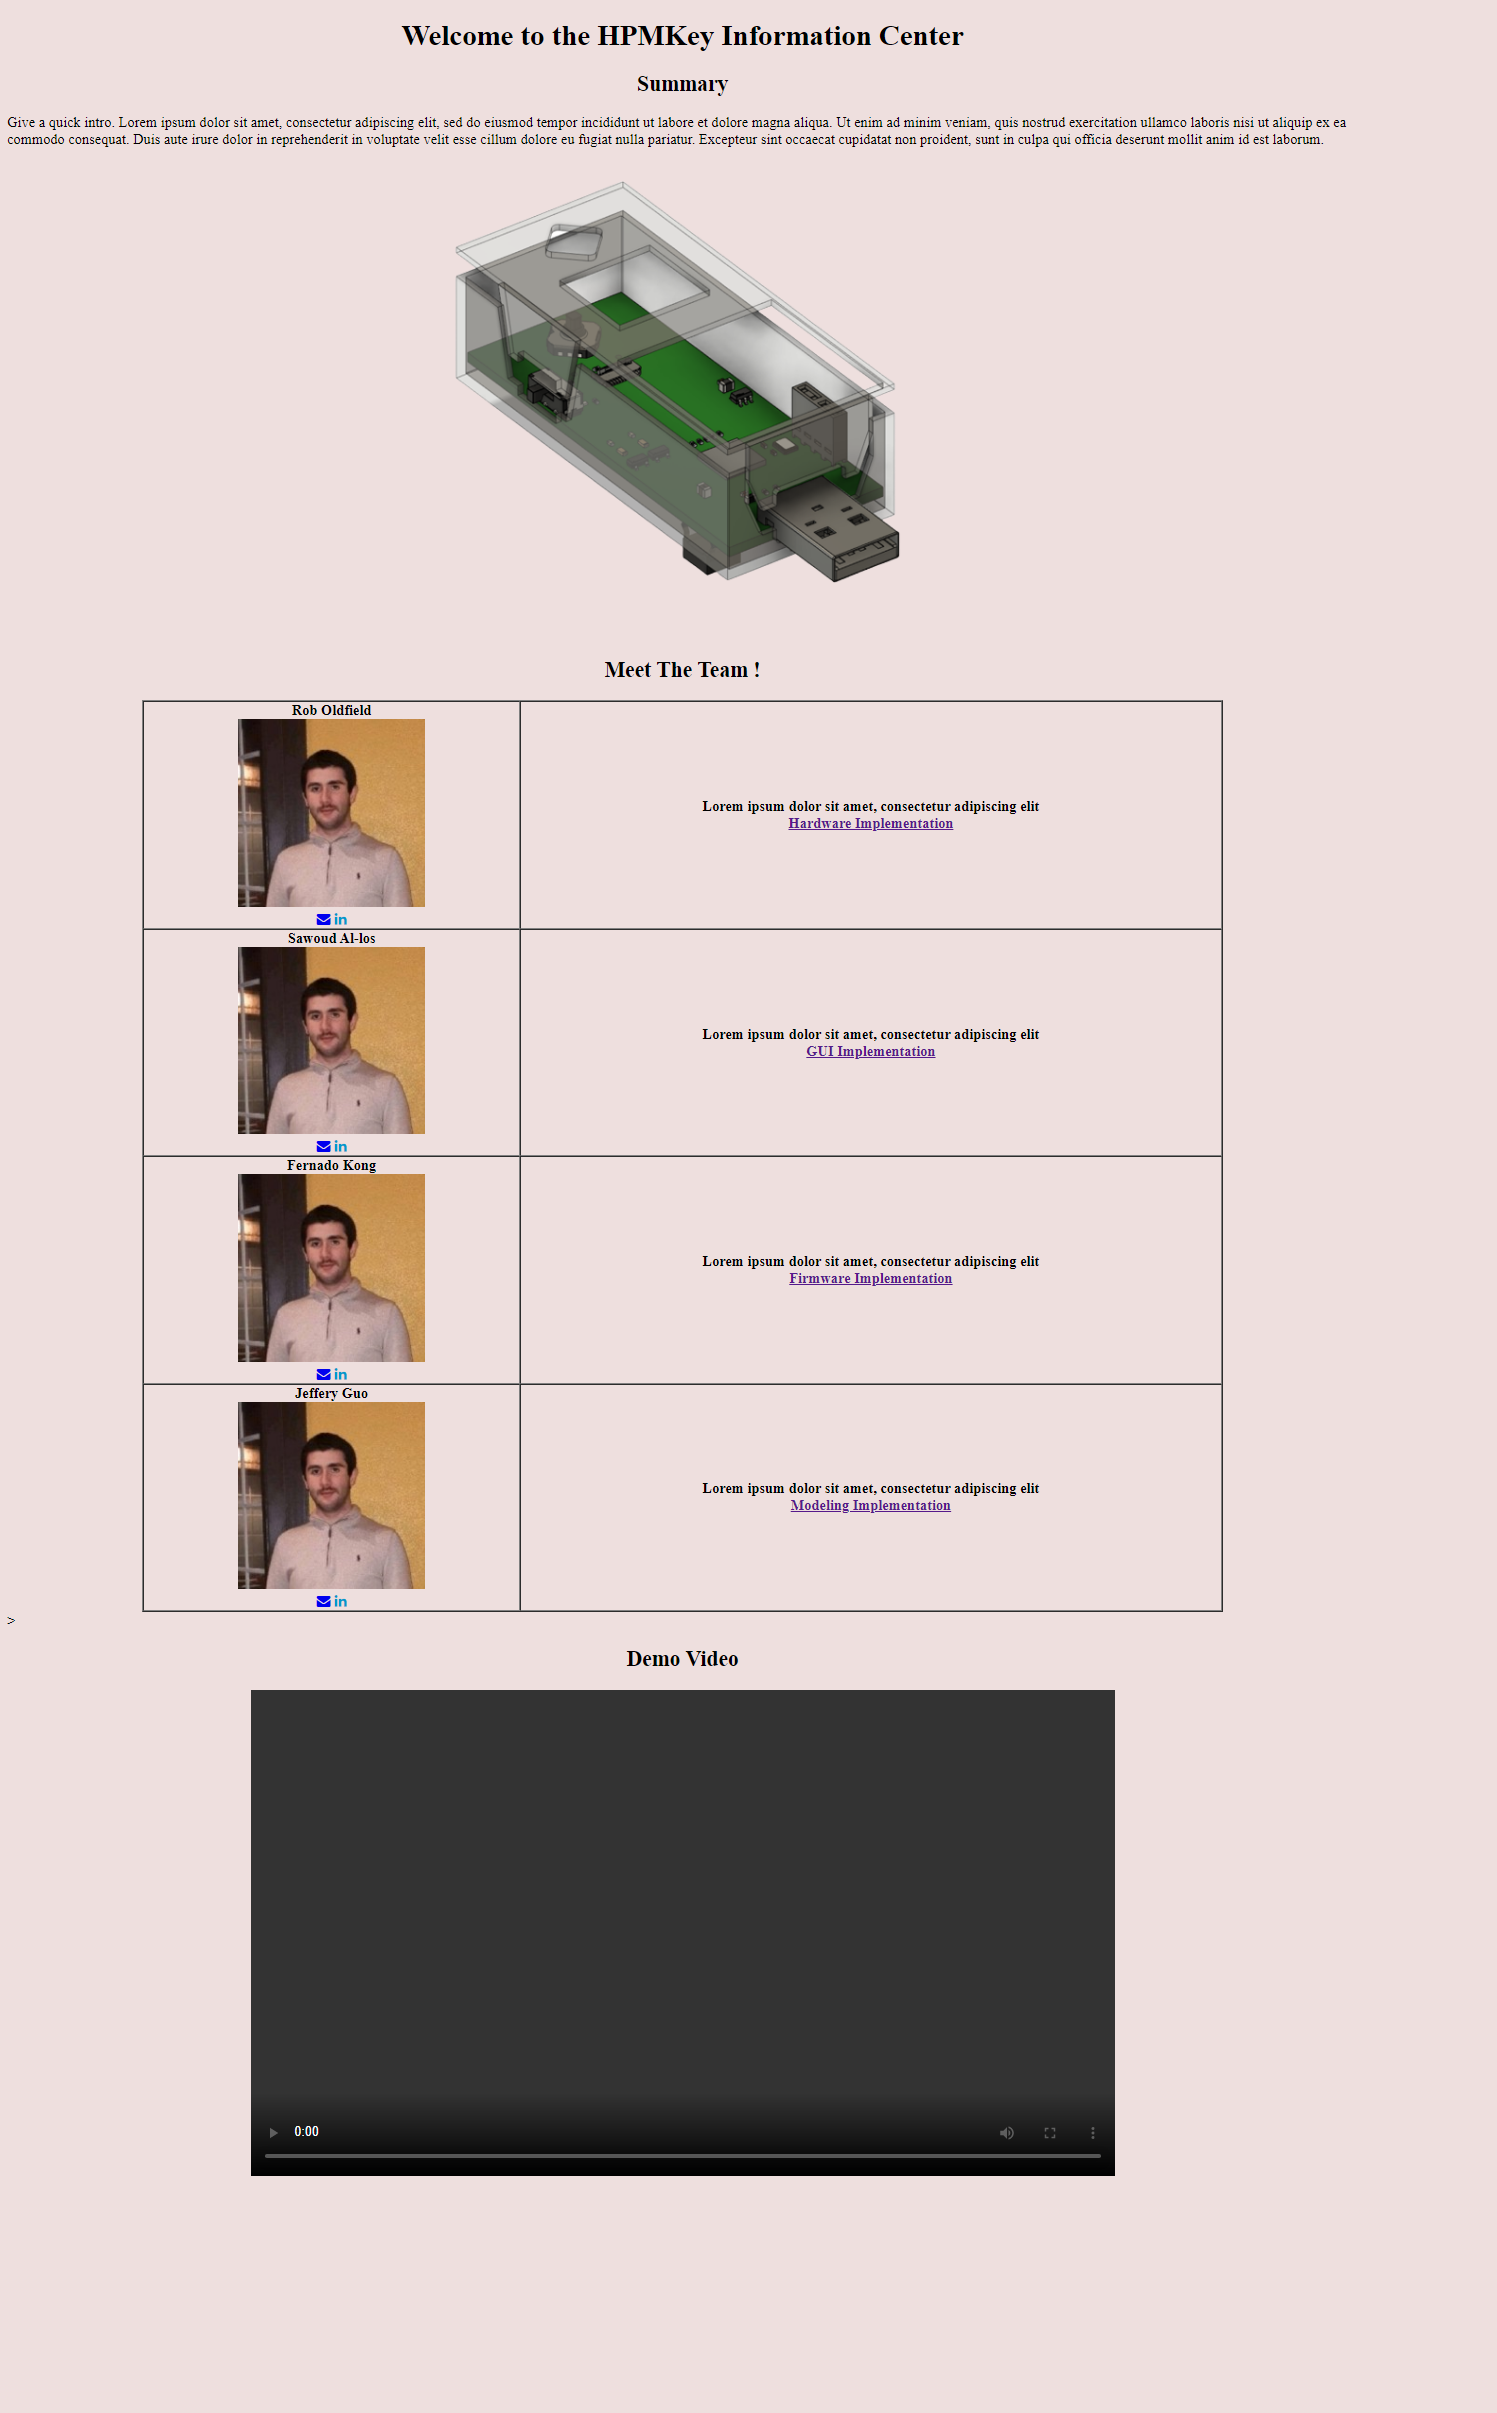 Welcome to the HPMKey Information Center
Summary
Give a quick intro. Lorem ipsum dolor sit amet, consectetur adipiscing elit, sed do eiusmod tempor incididunt ut labore et dolore magna aliqua. Ut enim ad minim veniam, quis nostrud exercitation ullamco laboris nisi ut aliquip ex ea
commodo consequat. Duis aute irure dolor in reprehenderit in voluptate velit esse cillum dolore eu fugiat nulla pariatur. Excepteur sint occaecat cupidatat non proident, sunt in culpa qui officia deserunt mollit anim id est laborum.
Meet The Team !
Rob Oldfield
Lorem ipsum dolor sit amet, consectetur adipiscing elit
Hardware Implementation
in
Sawoud Al-los
Lorem ipsum dolor sit amet, consectetur adipiscing elit
GUI Implementation
in
Fernado Kong
Lorem ipsum dolor sit amet, consectetur adipiscing elit
Firmware Implementation
in
Jeffery Guo
Lorem ipsum dolor sit amet, consectetur adipiscing elit
Modeling Implementation
in
>
Demo Video
0:00